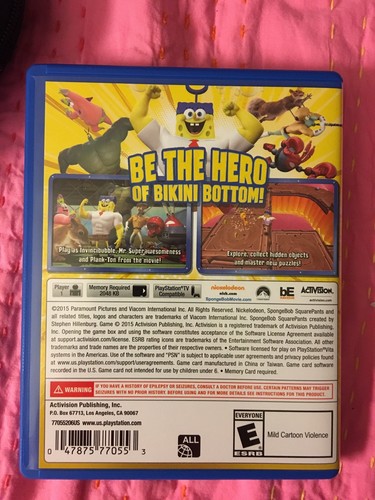 BE THE HERO
OF BIKINI BOTTOM!
Play as Invincibubble, Mr. Superawesomeness
and Plank-Ton from the movie!
Explore, collect hidden objects
and master new puzzles!
Player
1
Memory Required
2048 KB
PlayStation®TV
Compatible
nickelodeon
nick.com
SpongeBobMovie.com
bE
ACTIVISION
©2015 Paramount Pictures and Viacom International Inc. All Rights Reserved. Nickelodeon, SpongeBob SquarePants and
all related titles, logos and characters are trademarks of Viacom International Inc. SpongeBob SquarePants created by
Stephen Hillenburg. Game © 2015 Activision Publishing, Inc. Activision is a registered trademark of Activision Publishing,
Inc. Opening the game box and using the software constitutes acceptance of the Software License Agreement available
at support.activision.com/license. ESRB rating icons are trademarks of the Entertainment Software Association. All other
trademarks and trade names are the properties of their respective owners. • Software licensed for play on PlayStation®Vita
systems in the Americas. Use of the software and "PSN" is subject to applicable user agreements and privacy policies found
at www.us.playstation.com/support/useragreements. Game card manufactured in China or Taiwan. Game card software
recorded in the U.S. Game card not intended for use by children under 6. • Memory Card required.
WARNING
IF YOU HAVE A HISTORY OF EPILEPSY OR SEIZURES, CONSULT A DOCTOR BEFORE USE. CERTAIN PATTERNS MAY TRIGGER
SEIZURES WITH NO PRIOR HISTORY. BEFORE USING AND FOR MORE DETAILS SEE INSTRUCTIONS FOR THIS PRODUCT.
Activision Publishing, Inc.
P.O. Box 67713, Los Angeles, CA 90067
77055206US www.us.playstation.com
0 47875 77055 3
ALL
EVERYONE
E
ESRB
Mild Cartoon Violence